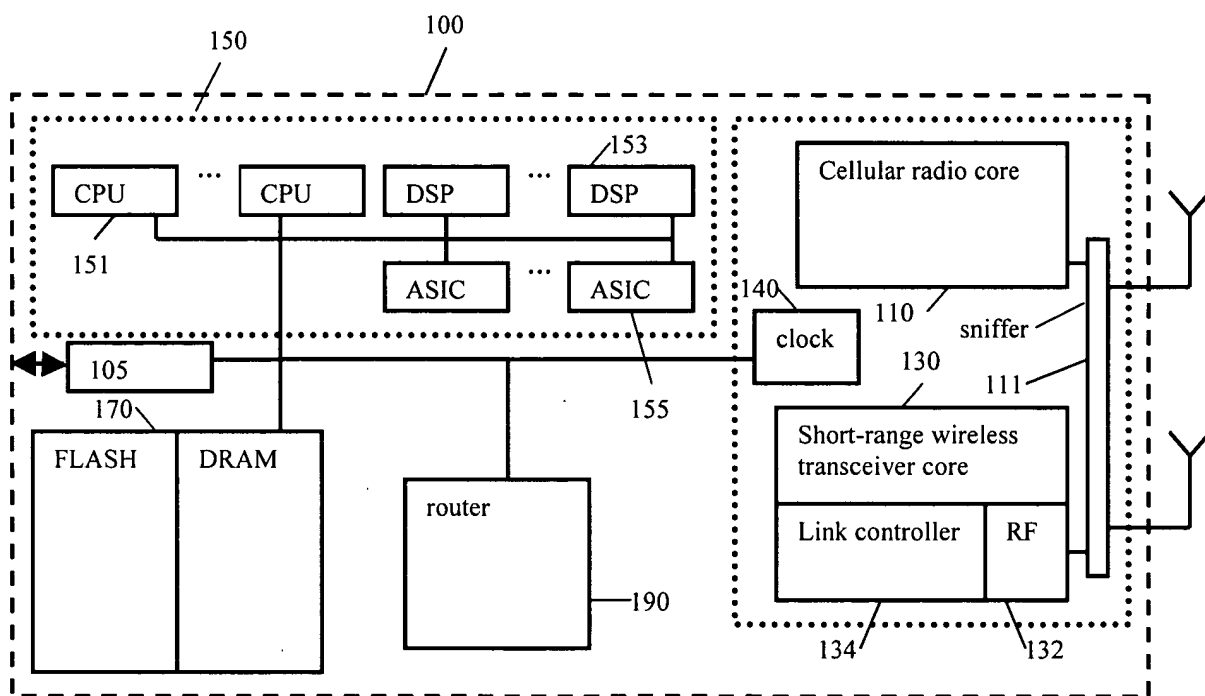 150
100
CPU ... CPU DSP ... DSP
153
151
ASIC ... ASIC
155
Cellular radio core
110
140
clock
sniffer
111
105
130
Short-range wireless
transceiver core
Link controller
RF
134
132
170
FLASH
DRAM
router
190